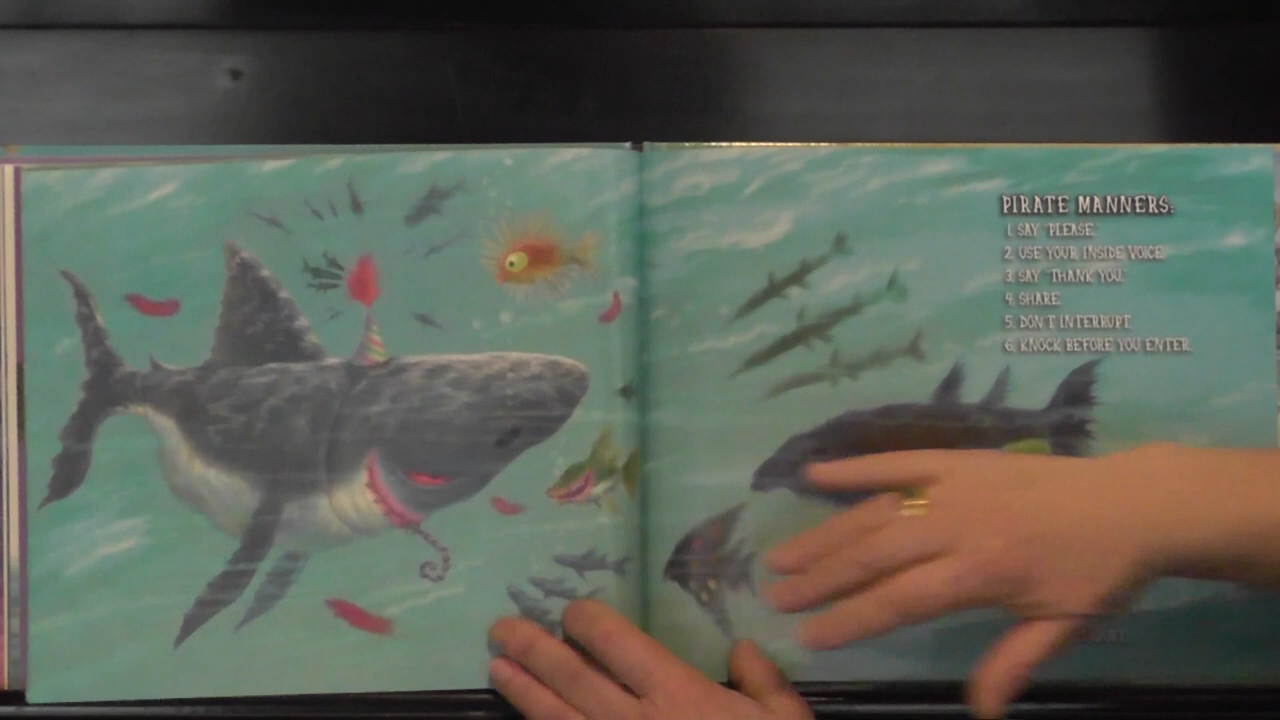 PIRATE MANNERS:
1. SAY "PLEASE."
2. USE YOUR INSIDE VOICE.
3. SAY "THANK YOU."
4. SHARE.
5. DON'T INTERRUPT.
6. KNOCK BEFORE YOU ENTER.